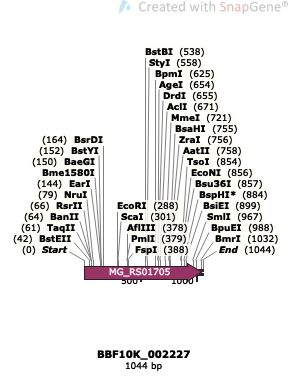 Created with SnapGene®
BstBI (538)
StyI (558)
BpmI (625)
AgeI (654)
DrdI (655)
AclI (671)
MmeI (721)
BsaHI (755)
(164) BsrDI
ZraI (756)
(152) BstYI
AatII (758)
(150) BaeGI
TsoI (854)
Bme1580I
EcoNI (856)
(144) EarI
Bsu36I (857)
(79) NruI
BspHI* (884)
(66) RsrII
EcoRI (288)
BsiEI (899)
(64) BanII
ScaI (301)
SmlI (967)
(61) TaqII
AflIII (378)
BpuEI (988)
(42) BstEII
PmlI (379)
BmrI (1032)
(0) Start
FspI (388)
End (1044)
MG_RS01705
500
1000
BBF10K_002227
1044 bp